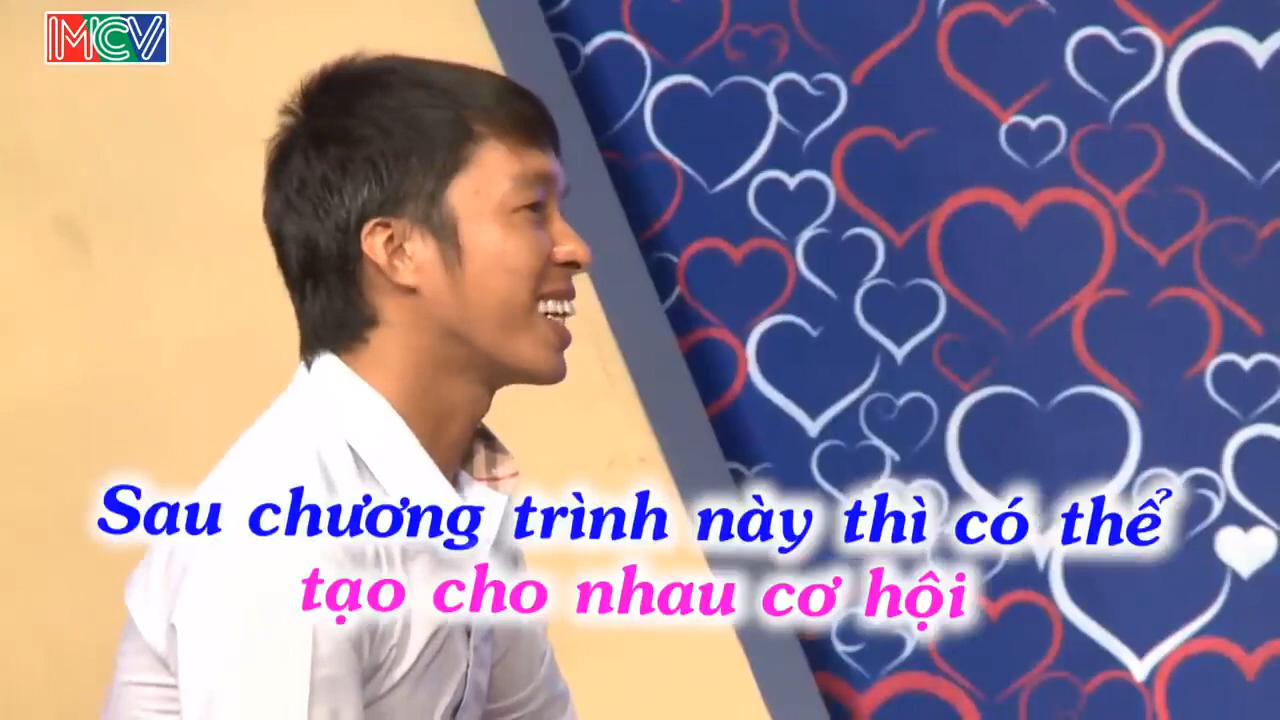 MCV
Sau chương trình này thì có thể
tạo cho nhau cơ hội